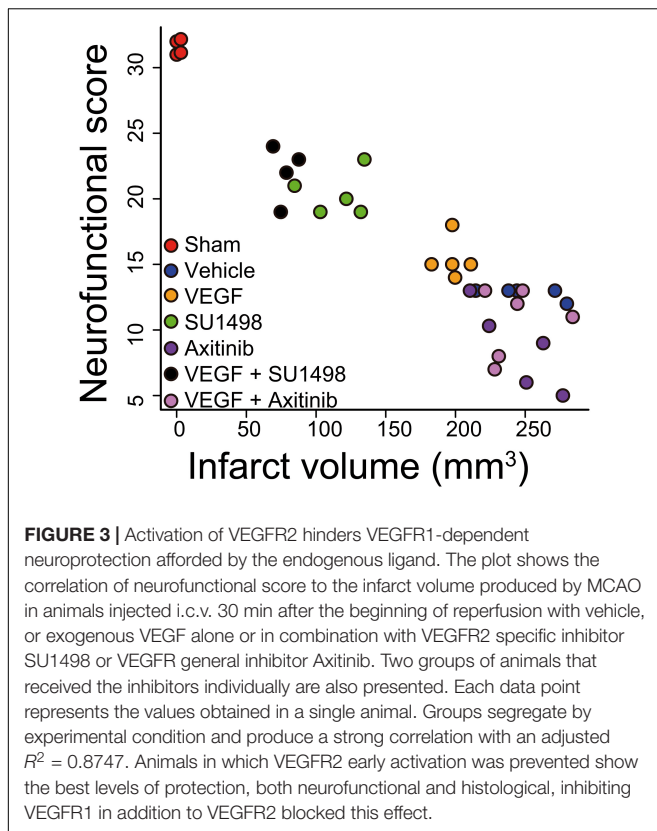 Neurofunctional score
30
25
20
15
10
5
Sham
Vehicle
VEGF
SU1498
Axitinib
VEGF + SU1498
VEGF + Axitinib
0
50
100
150
200
250
Infarct volume (mm³)
FIGURE 3 | Activation of VEGFR2 hinders VEGFR1-dependent
neuroprotection afforded by the endogenous ligand. The plot shows the
correlation of neurofunctional score to the infarct volume produced by MCAO
in animals injected i.c.v. 30 min after the beginning of reperfusion with vehicle,
or exogenous VEGF alone or in combination with VEGFR2 specific inhibitor
SU1498 or VEGFR general inhibitor Axitinib. Two groups of animals that
received the inhibitors individually are also presented. Each data point
represents the values obtained in a single animal. Groups segregate by
experimental condition and produce a strong correlation with an adjusted
R² = 0.8747. Animals in which VEGFR2 early activation was prevented show
the best levels of protection, both neurofunctional and histological, inhibiting
VEGFR1 in addition to VEGFR2 blocked this effect.